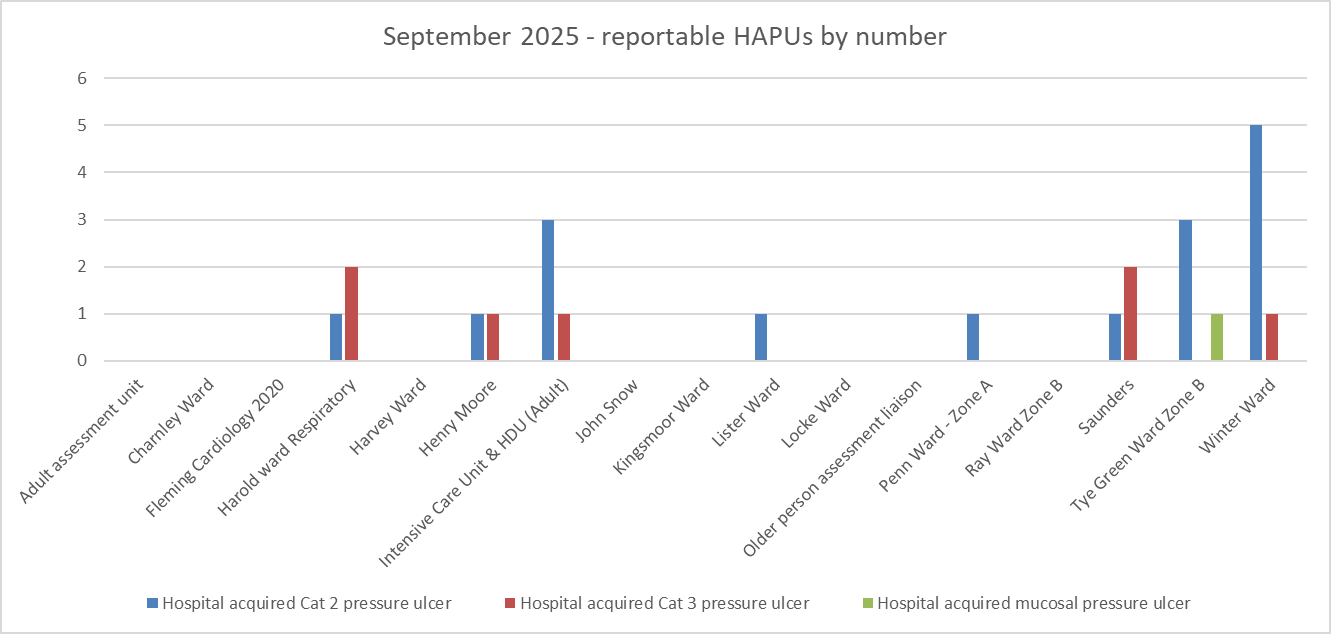 September 2025 - reportable HAPUs by number
6
5
4
3
2
1
0
Adult assessment unit
Charnley Ward
Fleming Cardiology 2020
Harold ward Respiratory
Harvey Ward
Henry Moore
Intensive Care Unit & HDU (Adult)
John Snow
Kingsmoor Ward
Lister Ward
Locke Ward
Older person assessment liaison
Penn Ward - Zone A
Ray Ward Zone B
Saunders
Tye Green Ward Zone B
Winter Ward
Hospital acquired Cat 2 pressure ulcer
Hospital acquired Cat 3 pressure ulcer
Hospital acquired mucosal pressure ulcer